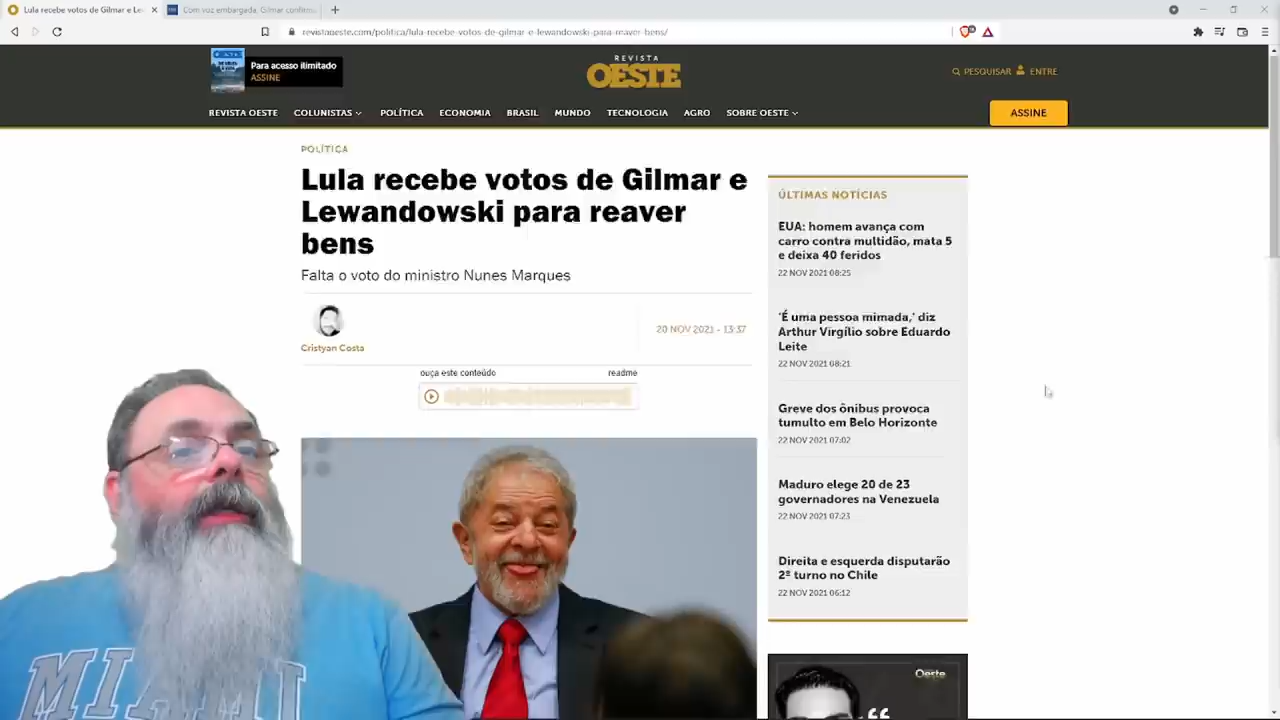 Lula recebe votos de Gilmar e Le
Com voz embargada, Gilmar confirm
revistaoeste.com/politica/lula-recebe-votos-de-gilmar-e-lewandowski-para-reaver-bens/
Para acesso ilimitado
ASSINE
REVISTA
OESTE
PESQUISAR ENTRE
REVISTA OESTE COLUNISTAS POLÍTICA ECONOMIA BRASIL MUNDO TECNOLOGIA AGRO SOBRE OESTE
ASSINE
POLÍTICA
Lula recebe votos de Gilmar e
Lewandowski para reaver
bens
Falta o voto do ministro Nunes Marques
Cristyan Costa
20 NOV 2021 - 13:37
ouça este conteúdo
readme
ÚLTIMAS NOTÍCIAS
EUA: homem avança com
carro contra multidão, mata 5
e deixa 40 feridos
22 NOV 2021 08:25
'É uma pessoa mimada,' diz
Arthur Virgílio sobre Eduardo
Leite
22 NOV 2021 08:21
Greve dos ônibus provoca
tumulto em Belo Horizonte
22 NOV 2021 07:02
Maduro elege 20 de 23
governadores na Venezuela
22 NOV 2021 07:23
Direita e esquerda disputarão
2º turno no Chile
22 NOV 2021 06:12
Oeste
“